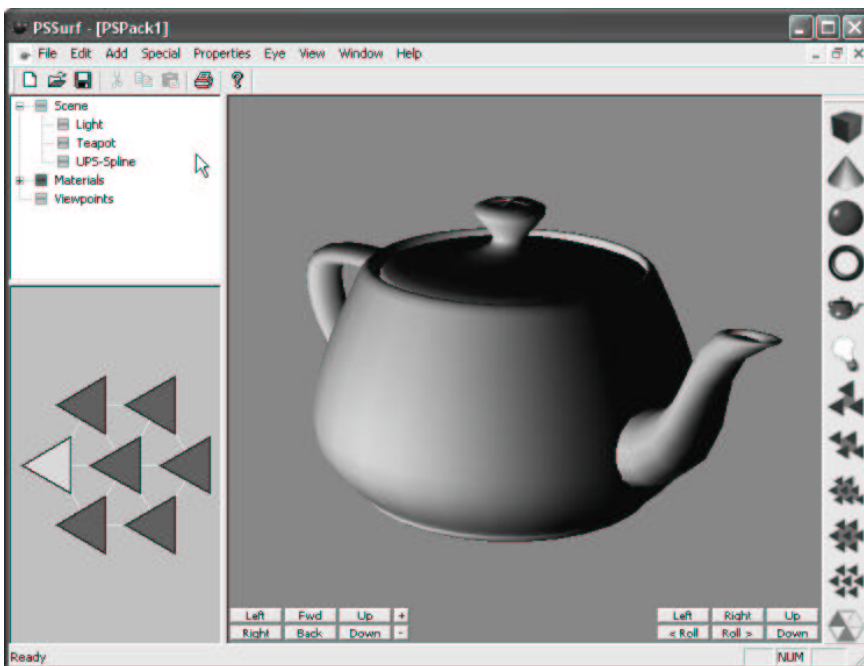 PSSurf - [PSPack1]
File Edit Add Special Properties Eye View Window Help
Scene
Light
Teapot
UPS-Spline
Materials
Viewpoints
Left Fwd Up +
Right Back Down -
Left Right Up
< Roll Roll > Down
Ready
NUM